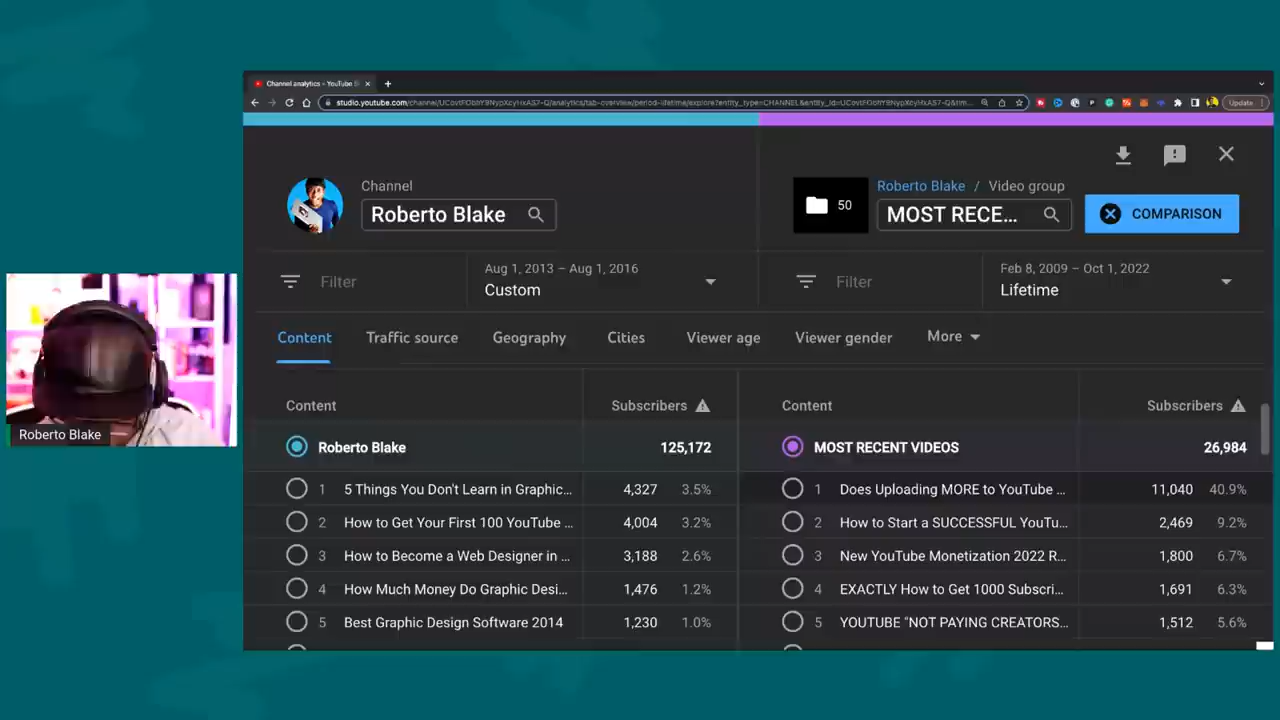 Channel analytics - YouTube S
Update
Channel
Roberto Blake
50
Roberto Blake / Video group
MOST RECE...
COMPARISON
Filter
Aug 1, 2013 – Aug 1, 2016
Custom
Filter
Feb 8, 2009 – Oct 1, 2022
Lifetime
Content Traffic source Geography Cities Viewer age Viewer gender More
Content Subscribers Content Subscribers
Roberto Blake 125,172 MOST RECENT VIDEOS 26,984
1 5 Things You Don't Learn in Graphic... 4,327 3.5% 1 Does Uploading MORE to YouTube ... 11,040 40.9%
2 How to Get Your First 100 YouTube ... 4,004 3.2% 2 How to Start a SUCCESSFUL YouTu... 2,469 9.2%
3 How to Become a Web Designer in ... 3,188 2.6% 3 New YouTube Monetization 2022 R... 1,800 6.7%
4 How Much Money Do Graphic Desi... 1,476 1.2% 4 EXACTLY How to Get 1000 Subscri... 1,691 6.3%
5 Best Graphic Design Software 2014 1,230 1.0% 5 YOUTUBE "NOT PAYING CREATORS... 1,512 5.6%
Roberto Blake